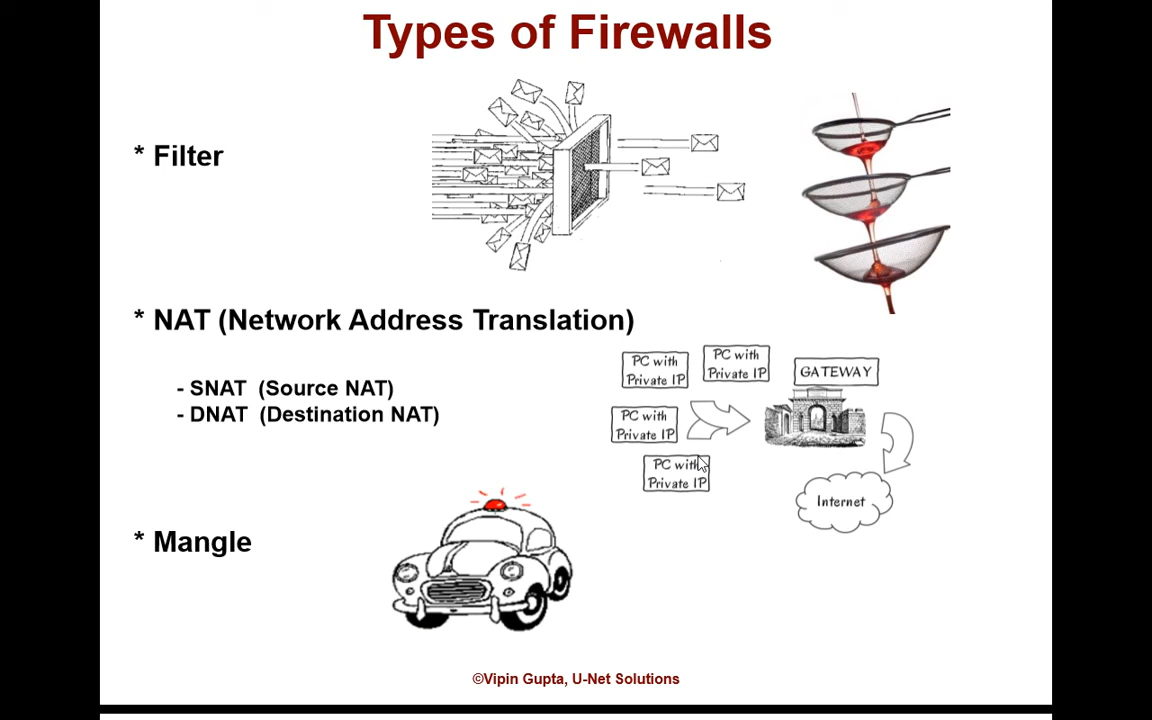 Types of Firewalls
* Filter
* NAT (Network Address Translation)
- SNAT  (Source NAT)
- DNAT  (Destination NAT)
PC with
Private IP
PC with
Private IP
GATEWAY
PC with
Private IP
PC with
Private IP
Internet
* Mangle
©Vipin Gupta, U-Net Solutions